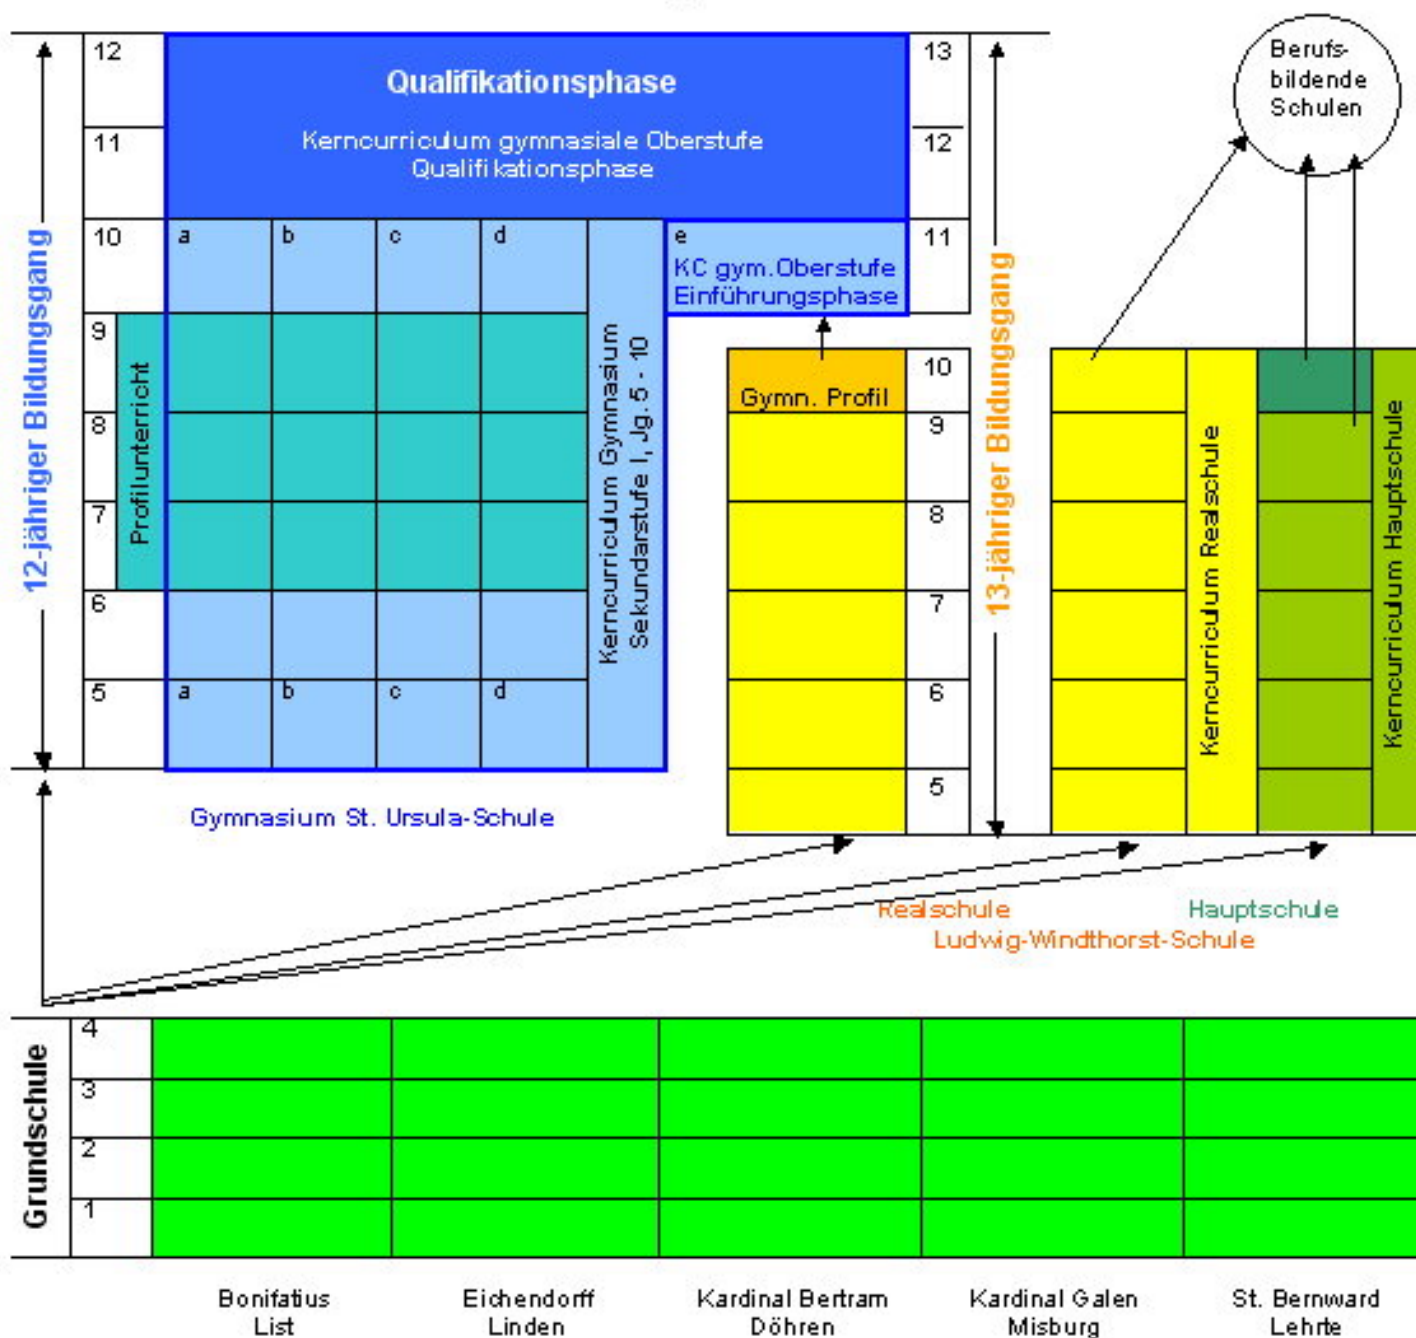 12
13
Berufs-
bildende
Schulen
Qualifikationsphase
11
12
Kerncurriculum gymnasiale Oberstufe
Qualifikationsphase
10
a
b
c
d
e
11
KC gym.Oberstufe
Einführungsphase
12-jähriger Bildungsgang
13-jähriger Bildungsgang
9
8
7
6
5
Profilunterricht
Kerncurriculum Gymnasium
Sekundarstufe I, Jg. 5 - 10
a
b
c
d
Gymn. Profil
10
9
8
7
6
5
Kerncurriculum Realschule
Kerncurriculum Hauptschule
Gymnasium St. Ursula-Schule
Realschule
Hauptschule
Ludwig-Windthorst-Schule
Grundschule
4
3
2
1
Bonifatius
List
Eichendorff
Linden
Kardinal Bertram
Döhren
Kardinal Galen
Misburg
St. Bernward
Lehrte